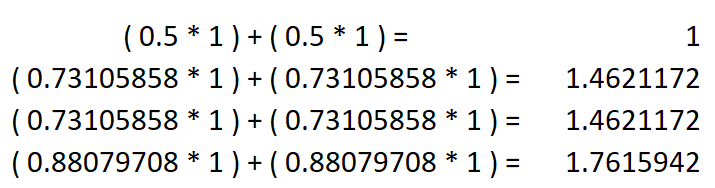 ( 0.5 * 1 ) + ( 0.5 * 1 ) = 1
( 0.73105858 * 1 ) + ( 0.73105858 * 1 ) = 1.4621172
( 0.73105858 * 1 ) + ( 0.73105858 * 1 ) = 1.4621172
( 0.88079708 * 1 ) + ( 0.88079708 * 1 ) = 1.7615942